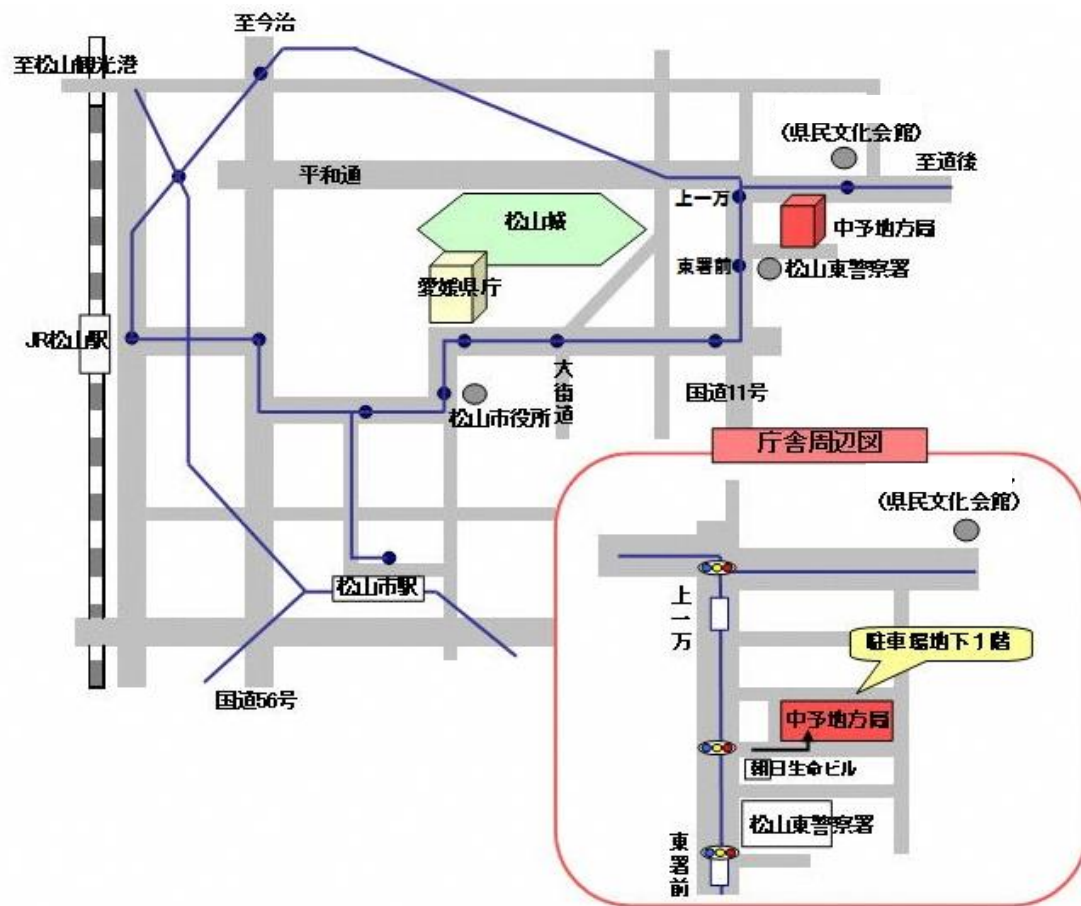 至今治
至松山観光港
(県民文化会館)
至道後
平和通
上一万
松山城
中予地方局
東署前
松山東警察署
愛媛県庁
JR松山駅
大街道
国道11号
松山市役所
庁舎周辺図
(県民文化会館)
上一万
松山市駅
駐車場地下1階
国道56号
中予地方局
朝日生命ビル
松山東警察署
東署前